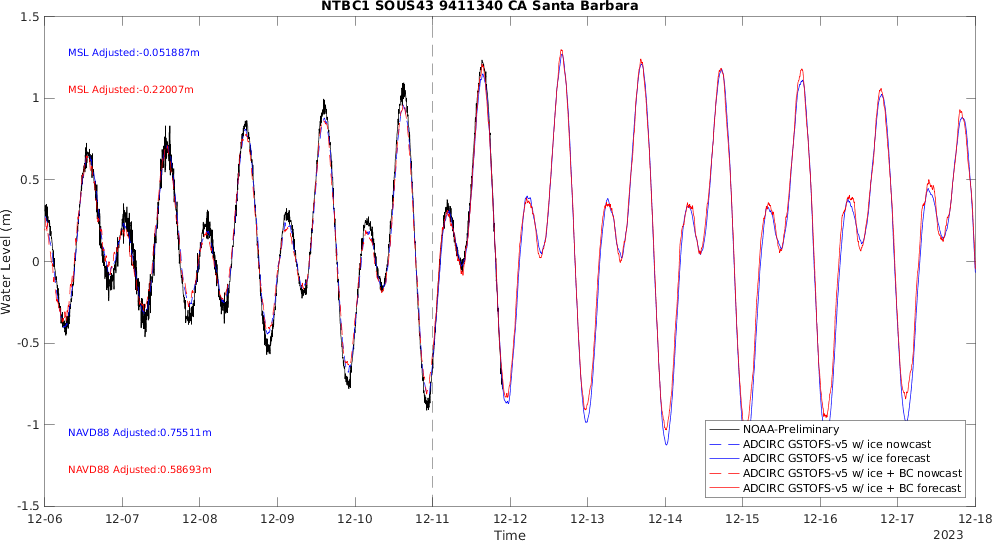 NTBC1 SOUS43 9411340 CA Santa Barbara
MSL Adjusted:-0.051887m
MSL Adjusted:-0.22007m
NAVD88 Adjusted:0.75511m
NAVD88 Adjusted:0.58693m
Water Level (m)
1.5
1
0.5
0
-0.5
-1
-1.5
NOAA-Preliminary
ADCIRC GSTOFS-v5 w/ ice nowcast
ADCIRC GSTOFS-v5 w/ ice forecast
ADCIRC GSTOFS-v5 w/ ice + BC nowcast
ADCIRC GSTOFS-v5 w/ ice + BC forecast
12-06 12-07 12-08 12-09 12-10 12-11 12-12 12-13 12-14 12-15 12-16 12-17 12-18
Time
2023